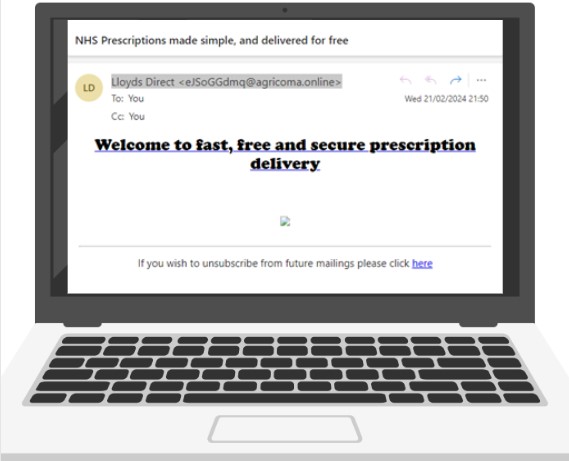 NHS Prescriptions made simple, and delivered for free
LD
Lloyds Direct <eJSoGGdmq@agricoma.online>
To: You
Wed 21/02/2024 21:50
Cc: You
Welcome to fast, free and secure prescription
delivery
If you wish to unsubscribe from future mailings please click here